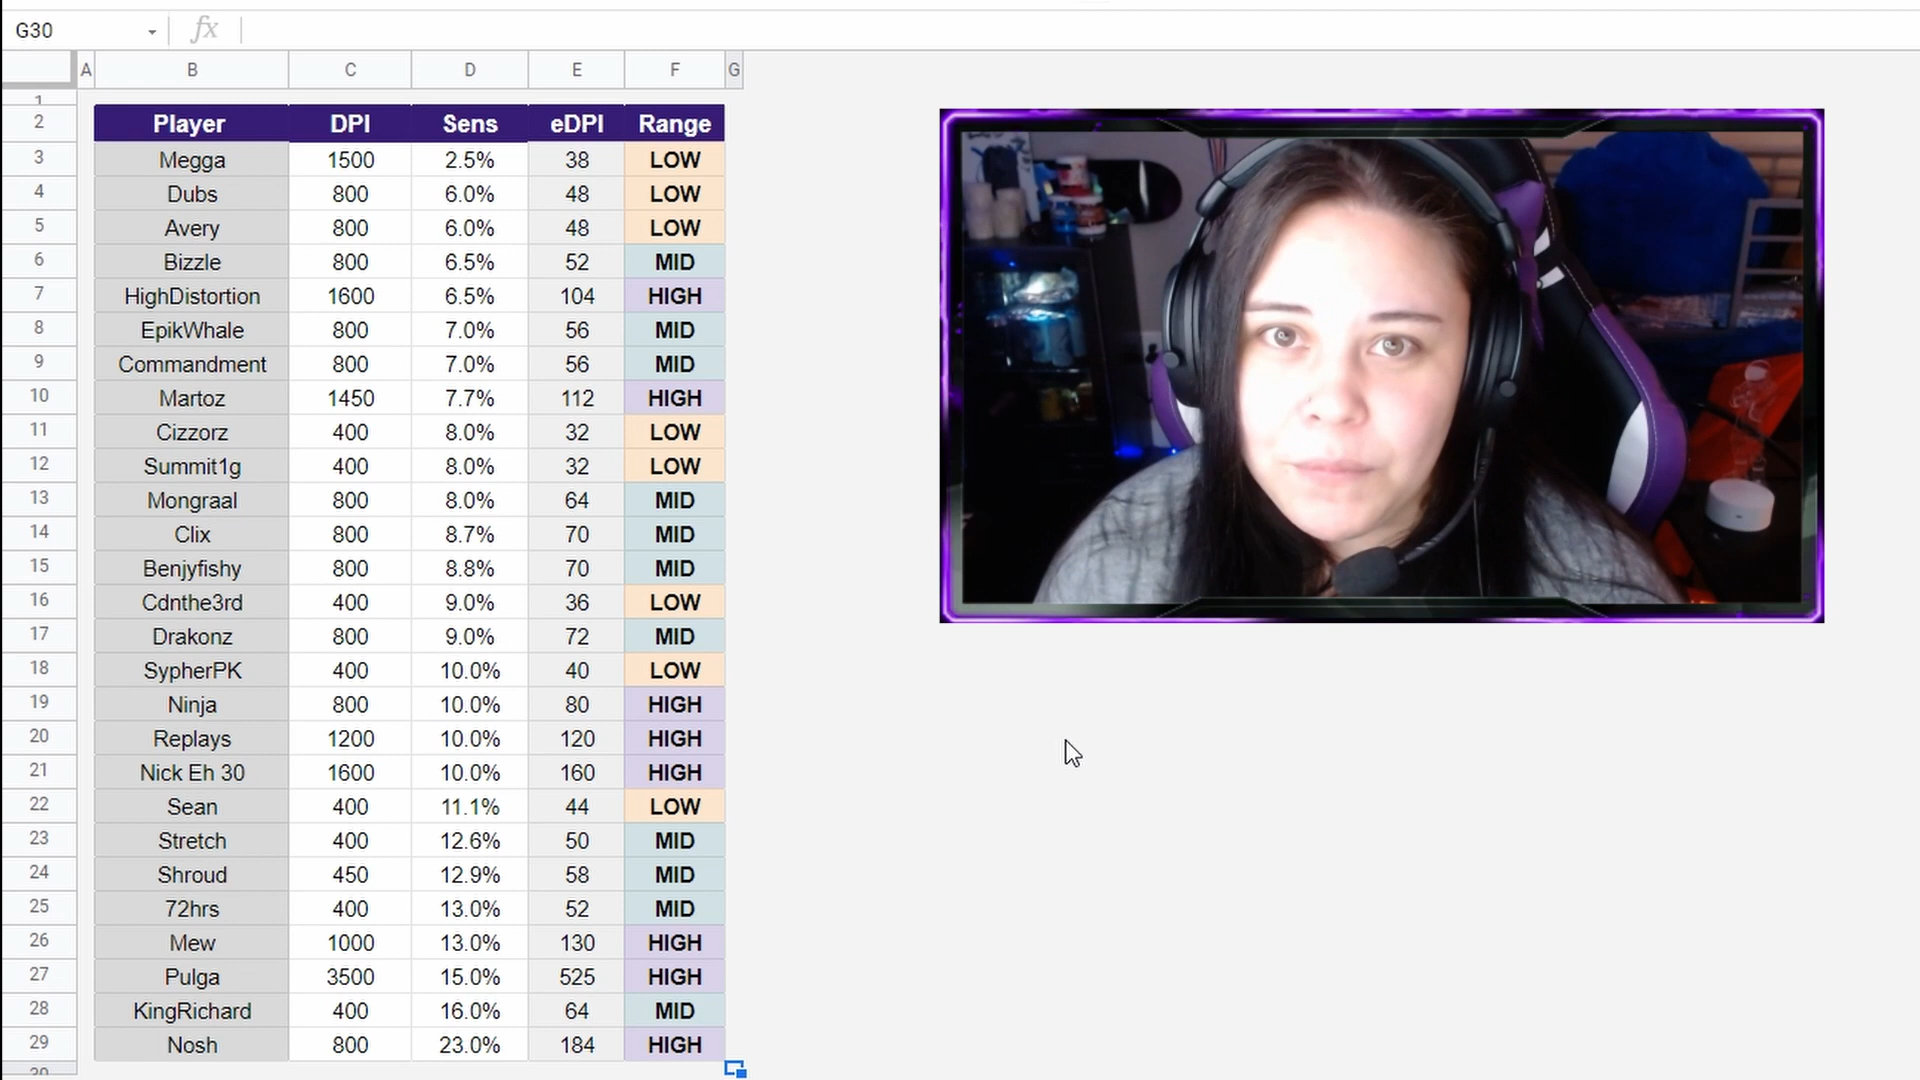 G30 fx
A B C D E F G
1
2 Player DPI Sens eDPI Range
3 Megga 1500 2.5% 38 LOW
4 Dubs 800 6.0% 48 LOW
5 Avery 800 6.0% 48 LOW
6 Bizzle 800 6.5% 52 MID
7 HighDistortion 1600 6.5% 104 HIGH
8 EpikWhale 800 7.0% 56 MID
9 Commandment 800 7.0% 56 MID
10 Martoz 1450 7.7% 112 HIGH
11 Cizzorz 400 8.0% 32 LOW
12 Summit1g 400 8.0% 32 LOW
13 Mongraal 800 8.0% 64 MID
14 Clix 800 8.7% 70 MID
15 Benjyfishy 800 8.8% 70 MID
16 Cdnthe3rd 400 9.0% 36 LOW
17 Drakonz 800 9.0% 72 MID
18 SypherPK 400 10.0% 40 LOW
19 Ninja 800 10.0% 80 HIGH
20 Replays 1200 10.0% 120 HIGH
21 Nick Eh 30 1600 10.0% 160 HIGH
22 Sean 400 11.1% 44 LOW
23 Stretch 400 12.6% 50 MID
24 Shroud 450 12.9% 58 MID
25 72hrs 400 13.0% 52 MID
26 Mew 1000 13.0% 130 HIGH
27 Pulga 3500 15.0% 525 HIGH
28 KingRichard 400 16.0% 64 MID
29 Nosh 800 23.0% 184 HIGH
30